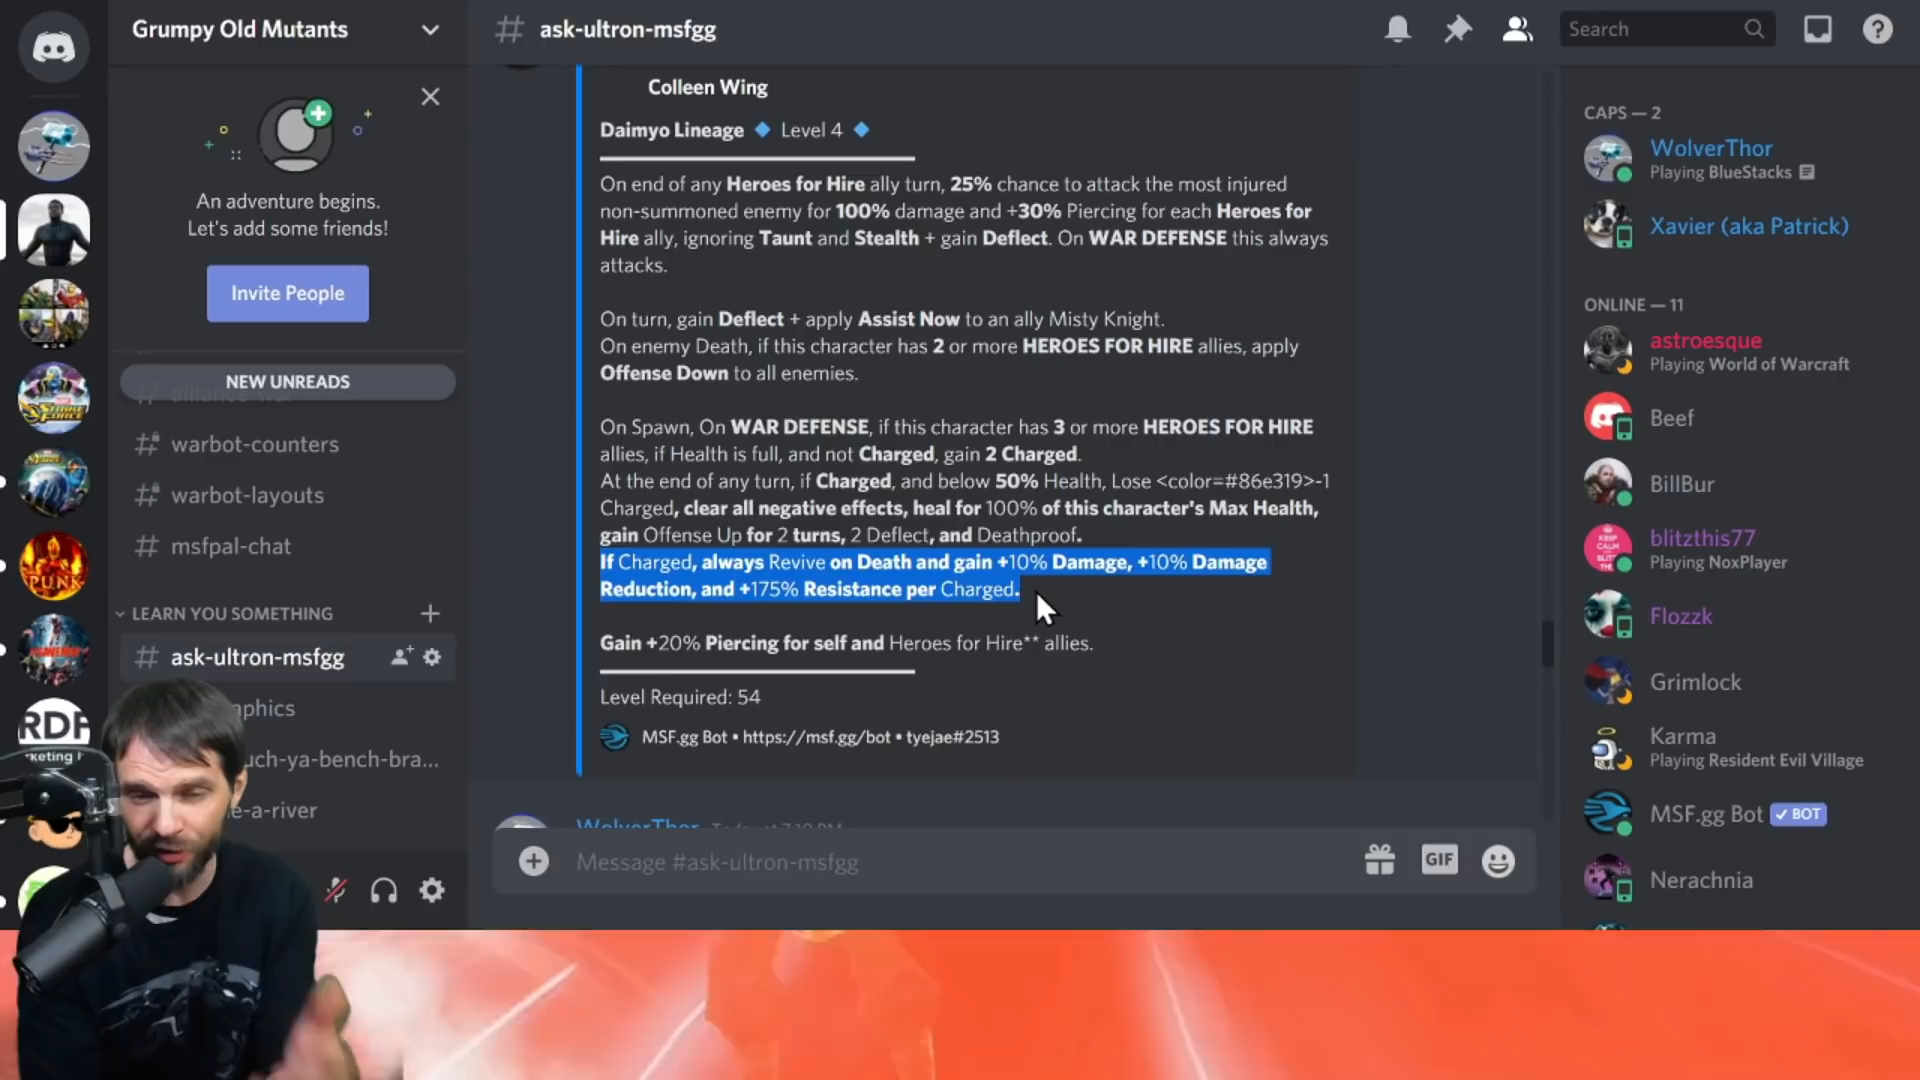 Grumpy Old Mutants
An adventure begins.
Let's add some friends!
Invite People
NEW UNREADS
warbot-counters
warbot-layouts
msfpal-chat
LEARN YOU SOMETHING
ask-ultron-msfgg
# ask-ultron-msfgg
Search
Colleen Wing
Daimyo Lineage 🔹 Level 4 🔹
On end of any Heroes for Hire ally turn, 25% chance to attack the most injured
non-summoned enemy for 100% damage and +30% Piercing for each Heroes for
Hire ally, ignoring Taunt and Stealth + gain Deflect. On WAR DEFENSE this always
attacks.
On turn, gain Deflect + apply Assist Now to an ally Misty Knight.
On enemy Death, if this character has 2 or more HEROES FOR HIRE allies, apply
Offense Down to all enemies.
On Spawn, On WAR DEFENSE, if this character has 3 or more HEROES FOR HIRE
allies, if Health is full, and not Charged, gain 2 Charged.
At the end of any turn, if Charged, and below 50% Health, Lose <color=#86e319>-1
Charged, clear all negative effects, heal for 100% of this character's Max Health,
gain Offense Up for 2 turns, 2 Deflect, and Deathproof.
If Charged, always Revive on Death and gain +10% Damage, +10% Damage
Reduction, and +175% Resistance per Charged.
Gain +20% Piercing for self and Heroes for Hire** allies.
Level Required: 54
MSF.gg Bot • https://msf.gg/bot • tyejae#2513
WolverThor
Message #ask-ultron-msfgg
GIF
CAPS — 2
WolverThor
Playing BlueStacks
Xavier (aka Patrick)
ONLINE — 11
astroesque
Playing World of Warcraft
Beef
BillBur
blitzthis77
Playing NoxPlayer
Flozzk
Grimlock
Karma
Playing Resident Evil Village
MSF.gg Bot ✓ BOT
Nerachnia
PUNK
RDF